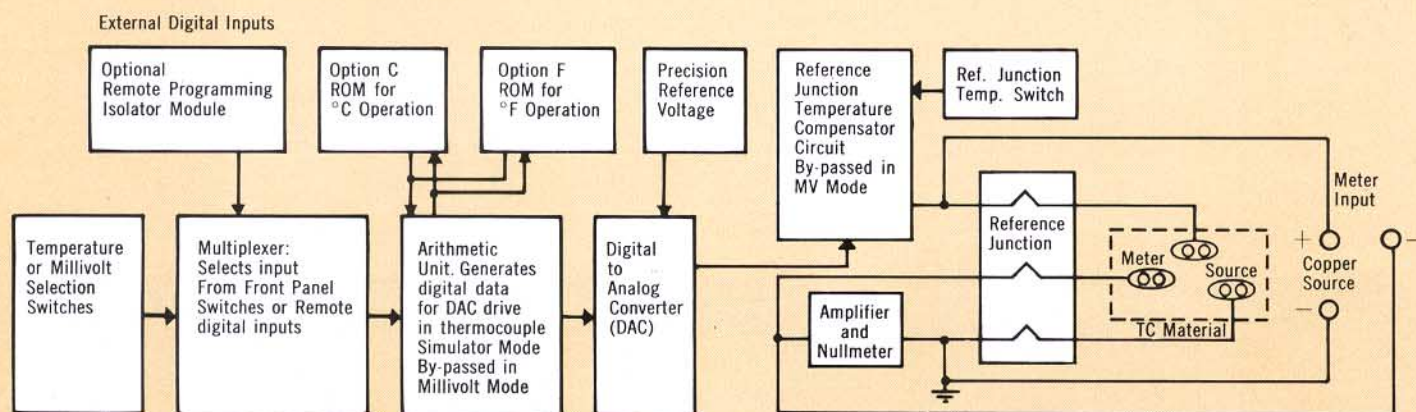 External Digital Inputs
Optional
Remote Programming
Isolator Module
Option C
ROM for
°C Operation
Option F
ROM for
°F Operation
Precision
Reference
Voltage
Reference
Junction
Temperature
Compensator
Circuit
By-passed in
MV Mode
Ref. Junction
Temp. Switch
Temperature
or Millivolt
Selection
Switches
Multiplexer:
Selects input
From Front Panel
Switches or Remote
digital inputs
Arithmetic
Unit. Generates
digital data
for DAC drive
in thermocouple
Simulator Mode
By-passed in
Millivolt Mode
Digital
to
Analog
Converter
(DAC)
Amplifier
and
Nullmeter
Reference
Junction
Meter
Source
TC Material
Meter
Input
+
−
Copper
Source
−